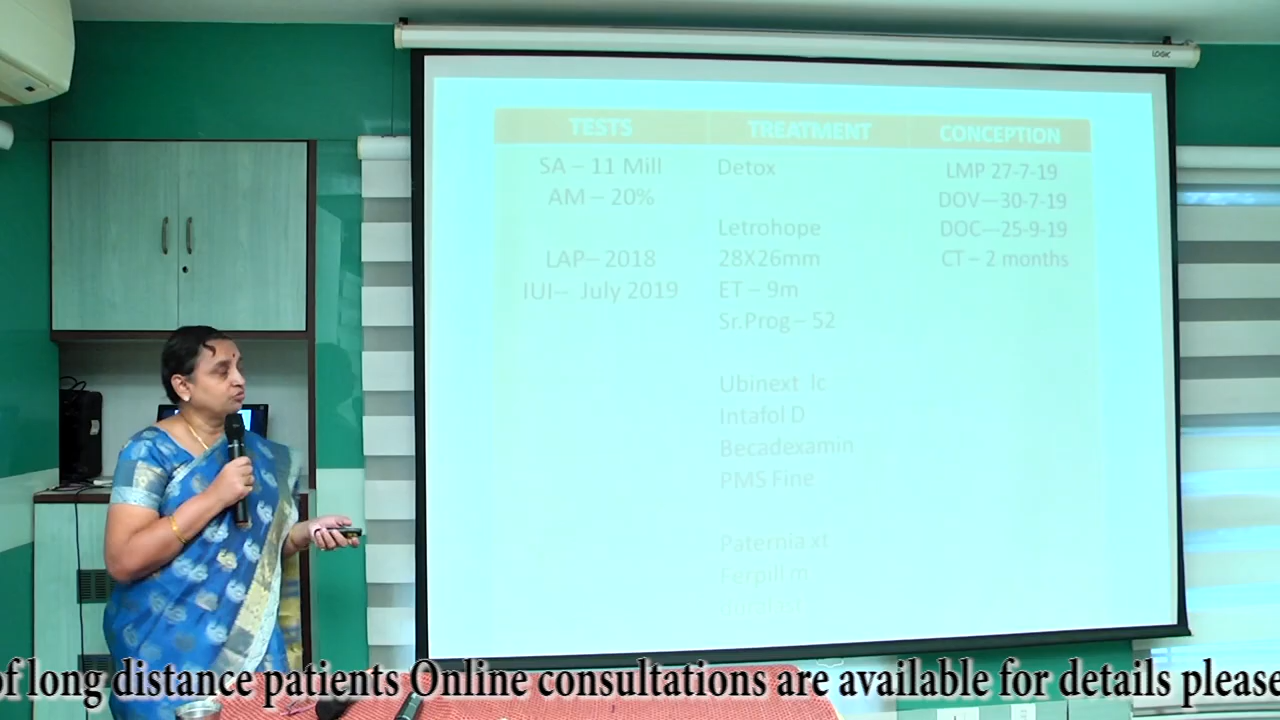 LOGIC
TESTS TREATMENT CONCEPTION
SA – 11 Mill Detox LMP 27-7-19
AM – 20% DOV—30-7-19
Letrohope DOC—25-9-19
LAP– 2018 28X26mm CT – 2 months
IUI– July 2019 ET – 9m
Sr.Prog – 52
Ubinext lc
Intafol D
Becadexamin
PMS Fine
Paternia xt
Ferpill m
of long distance patients Online consultations are available for details please